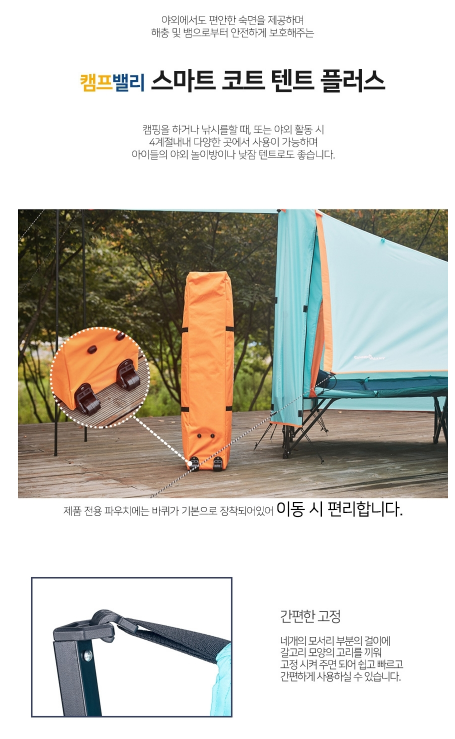 야외에서도 편안한 숙면을 제공하며
해충 및 뱀으로부터 안전하게 보호해주는
캠프밸리 스마트 코트 텐트 플러스
캠핑을 하거나 낚시를할 때, 또는 야외 활동 시
4계절내내 다양한 곳에서 사용이 가능하며
아이들의 야외 놀이방이나 낮잠 텐트로도 좋습니다.
제품 전용 파우치에는 바퀴가 기본으로 장착되어있어 이동 시 편리합니다.
간편한 고정
네개의 모서리 부분의 걸이에
갈고리 모양의 고리를 끼워
고정 시켜 주면 되어 쉽고 빠르고
간편하게 사용하실 수 있습니다.